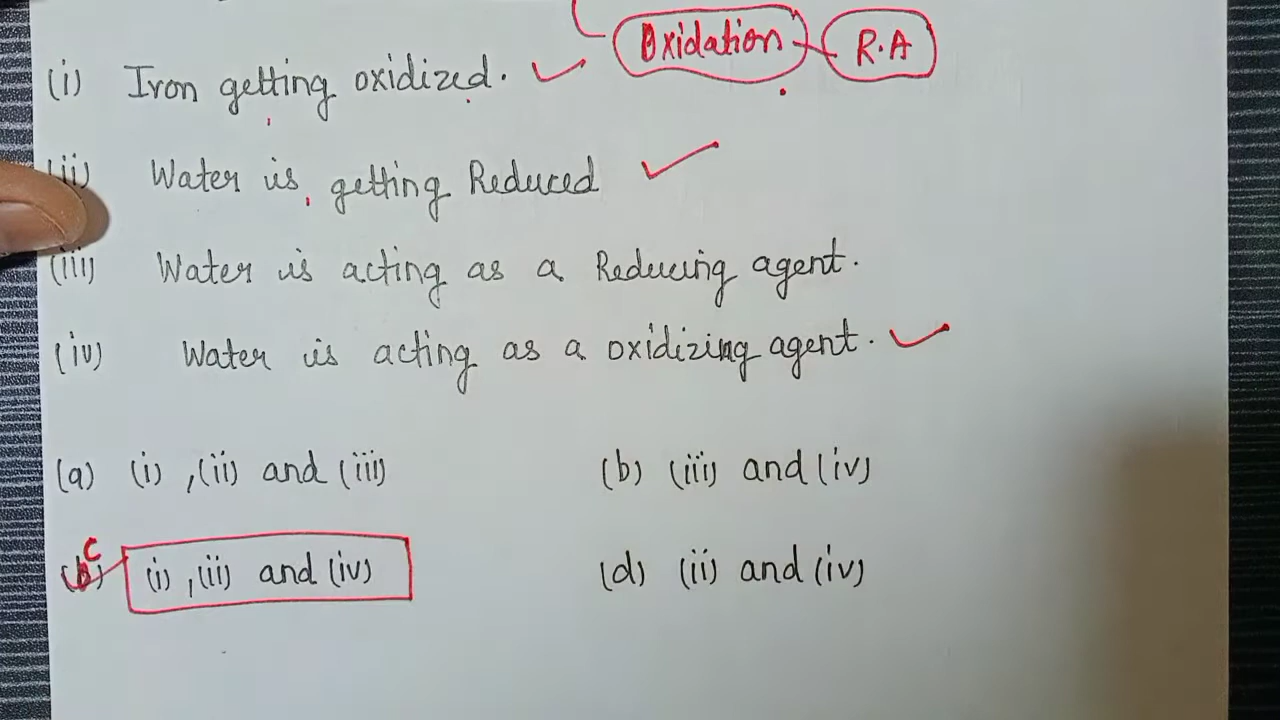 Oxidation R.A
(i) Iron getting oxidized.
(ii) Water is getting Reduced
(iii) Water is acting as a Reducing agent.
(iv) Water is acting as a oxidizing agent.
(a) (i) ,(ii) and (iii) (b) (iii) and (iv)
(c) (i) ,(ii) and (iv) (d) (ii) and (iv)